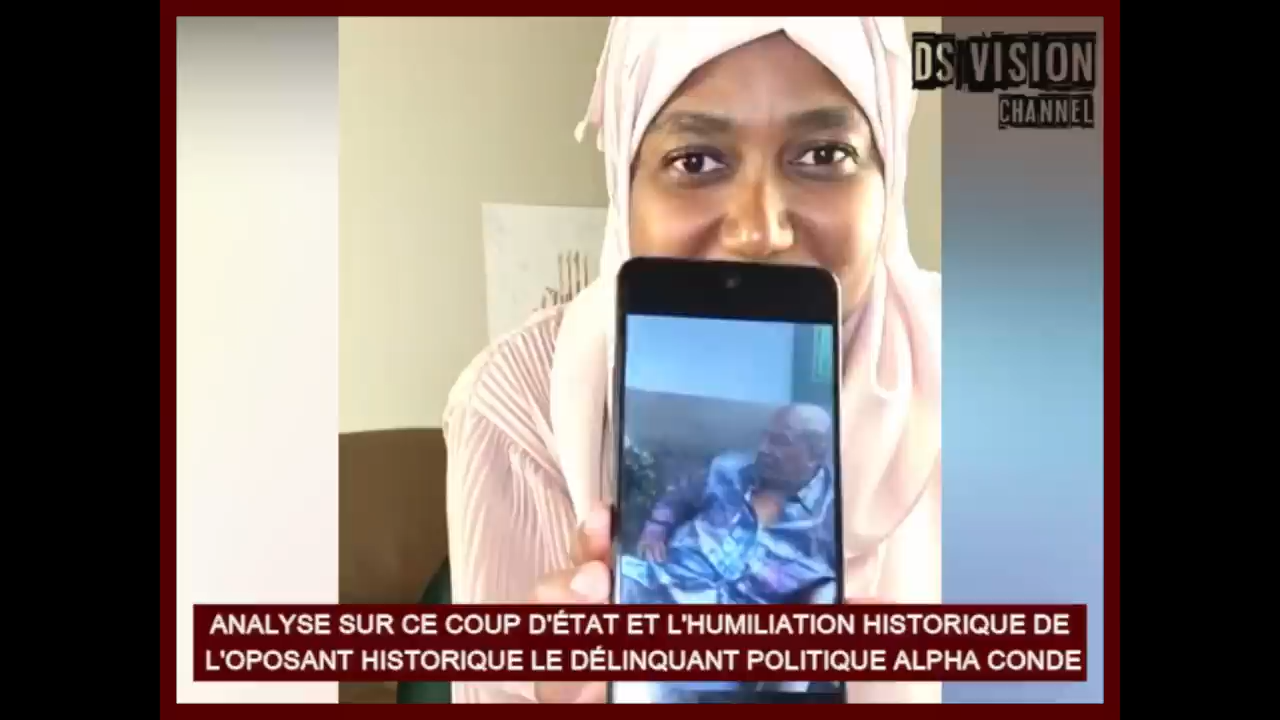 DS VISION
CHANNEL
ANALYSE SUR CE COUP D'ÉTAT ET L'HUMILIATION HISTORIQUE DE
L'OPOSANT HISTORIQUE LE DÉLINQUANT POLITIQUE ALPHA CONDE